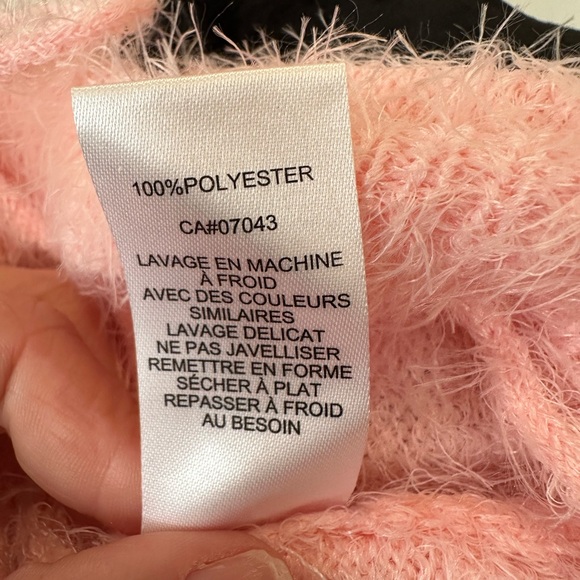 100%POLYESTER
CA#07043
LAVAGE EN MACHINE
À FROID
AVEC DES COULEURS
SIMILAIRES
LAVAGE DELICAT
NE PAS JAVELLISER
REMETTRE EN FORME
SÉCHER À PLAT
REPASSER À FROID
AU BESOIN